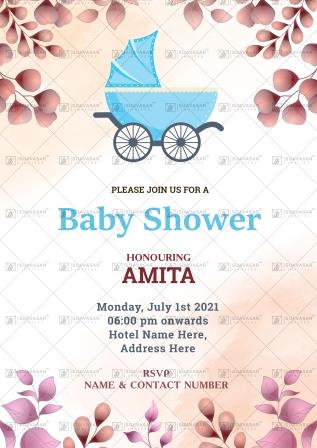 PLEASE JOIN US FOR A
Baby Shower
HONOURING
AMITA
Monday, July 1st 2021
06:00 pm onwards
Hotel Name Here,
Address Here
RSVP
NAME & CONTACT NUMBER